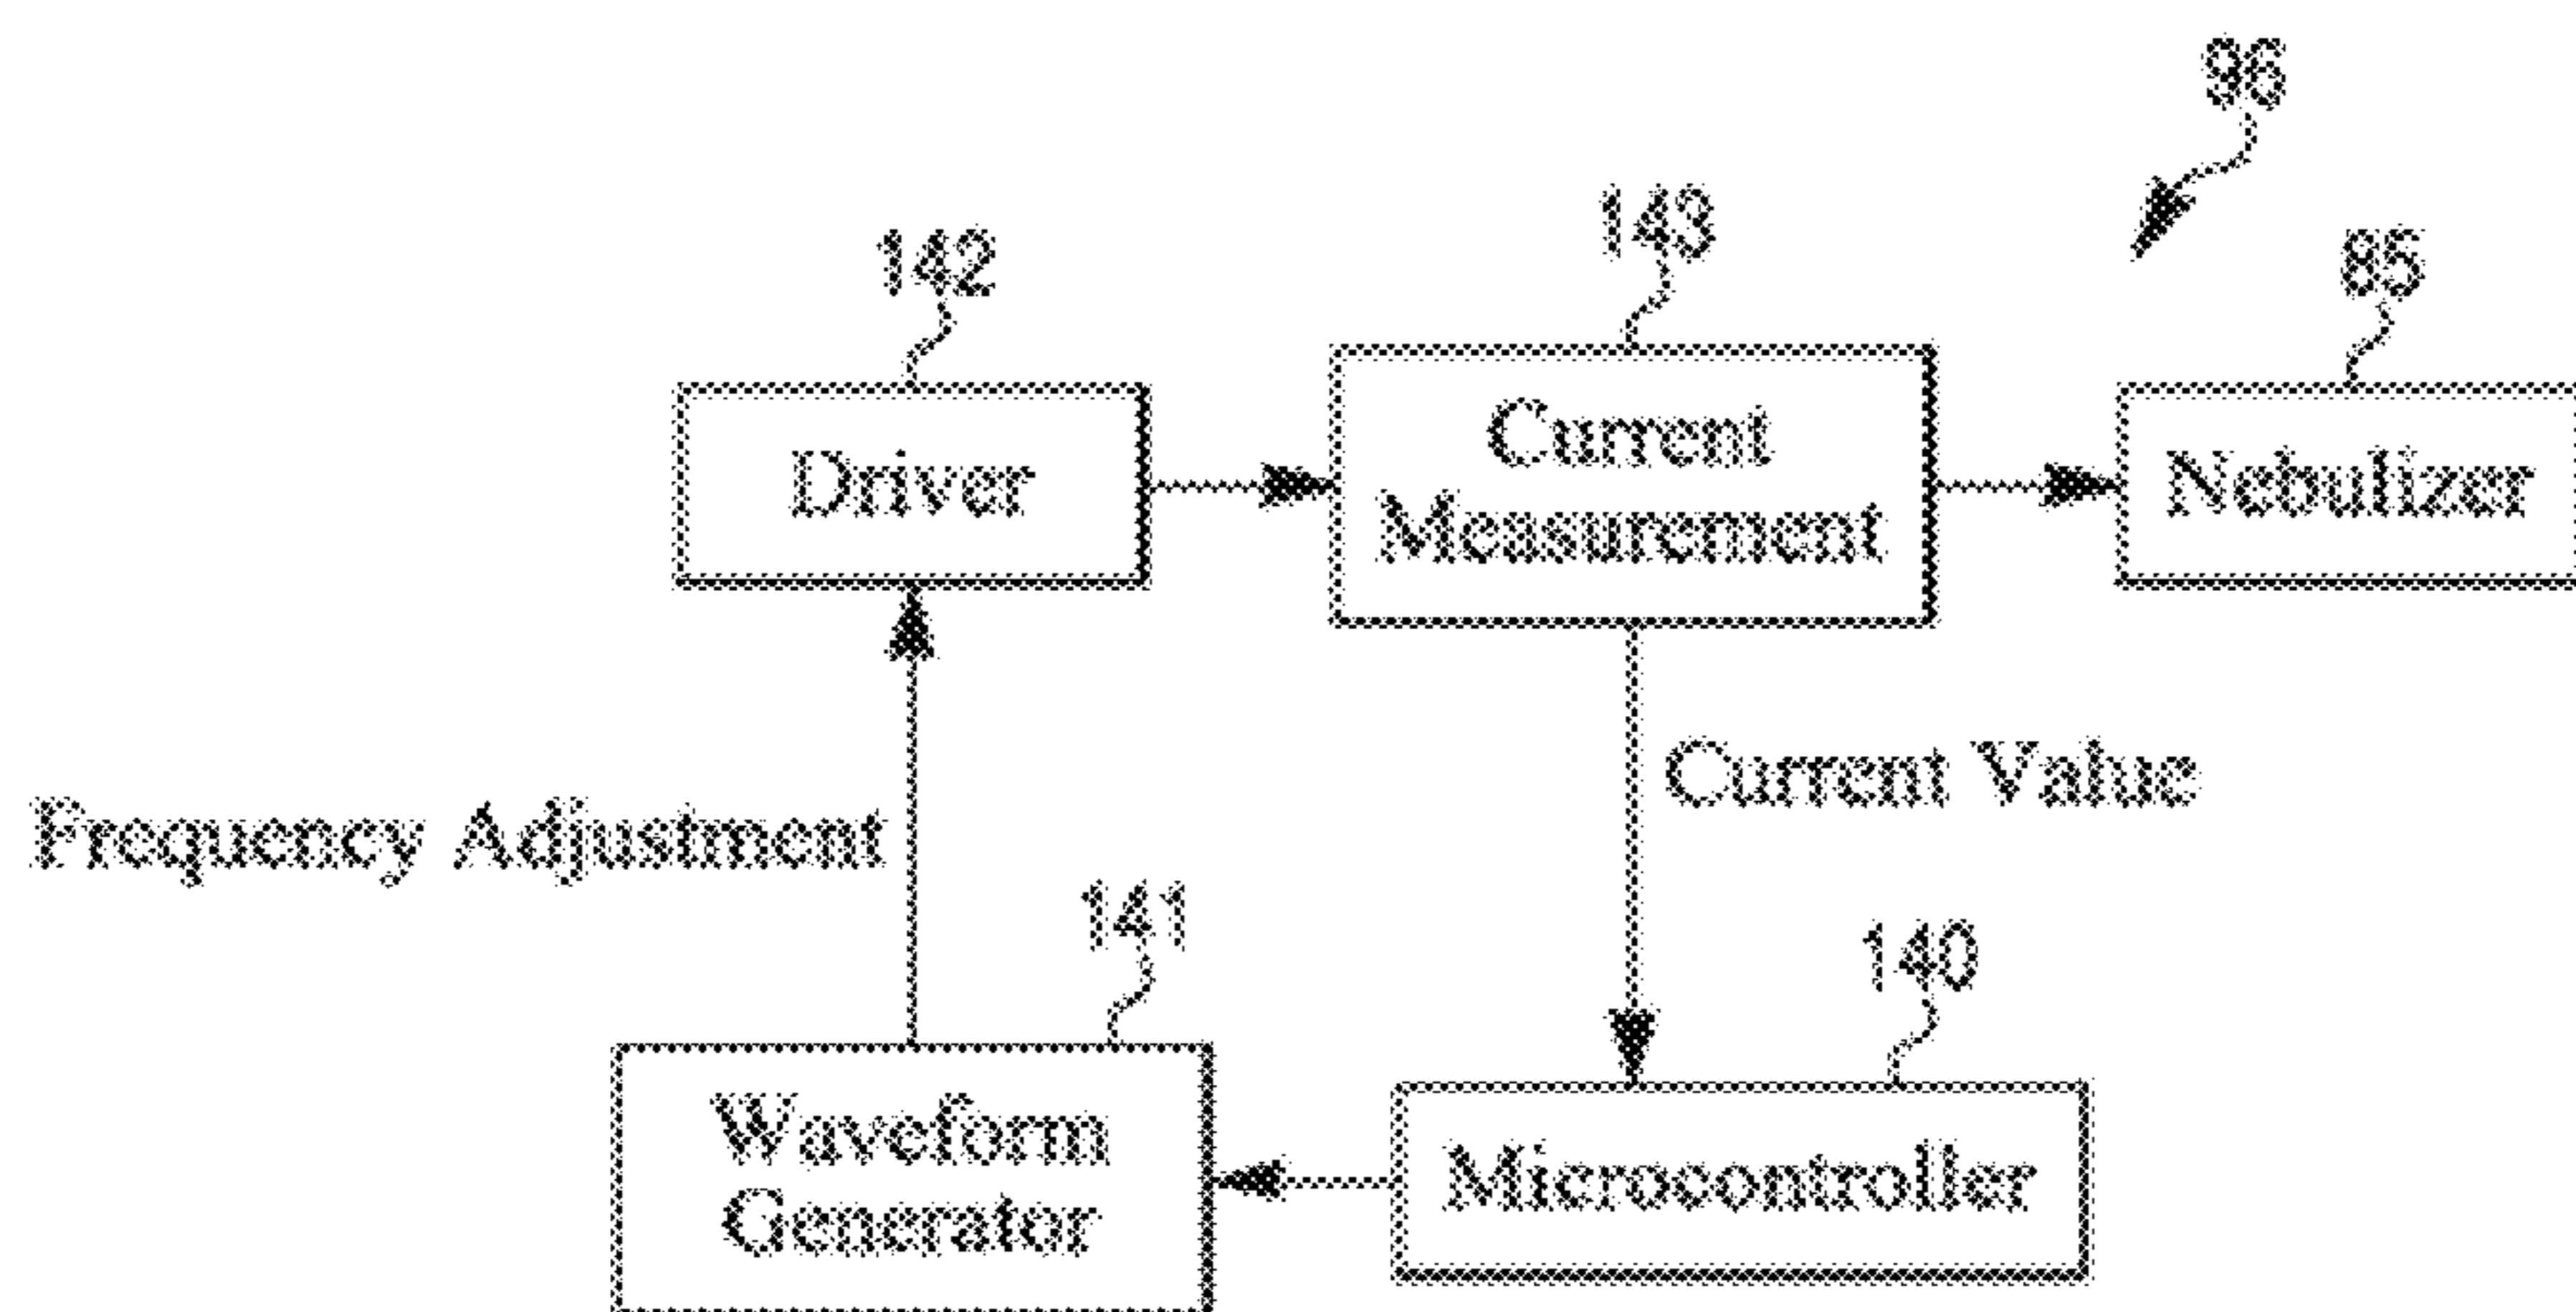 96
142
143
85
Driver
Current
Measurement
Nebulizer
Current Value
Frequency Adjustment
141
140
Waveform
Generator
Microcontroller